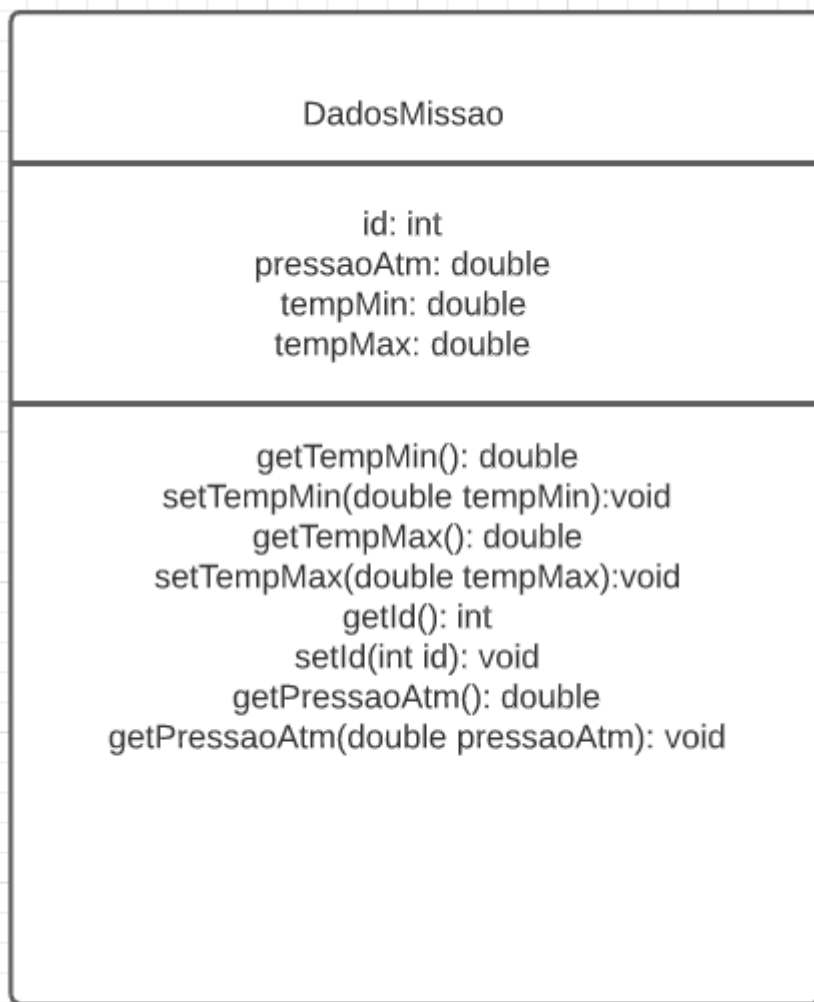 DadosMissao
id: int
pressaoAtm: double
tempMin: double
tempMax: double
getTempMin(): double
setTempMin(double tempMin):void
getTempMax(): double
setTempMax(double tempMax):void
getId(): int
setId(int id): void
getPressaoAtm(): double
getPressaoAtm(double pressaoAtm): void